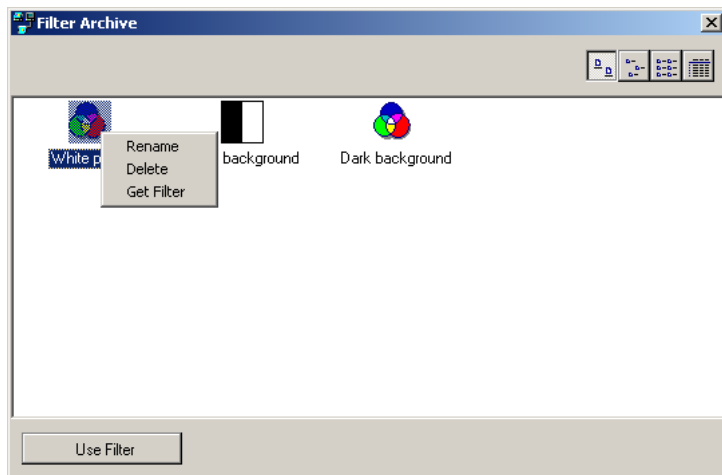 Filter Archive
White p
background
Dark background
Rename
Delete
Get Filter
Use Filter